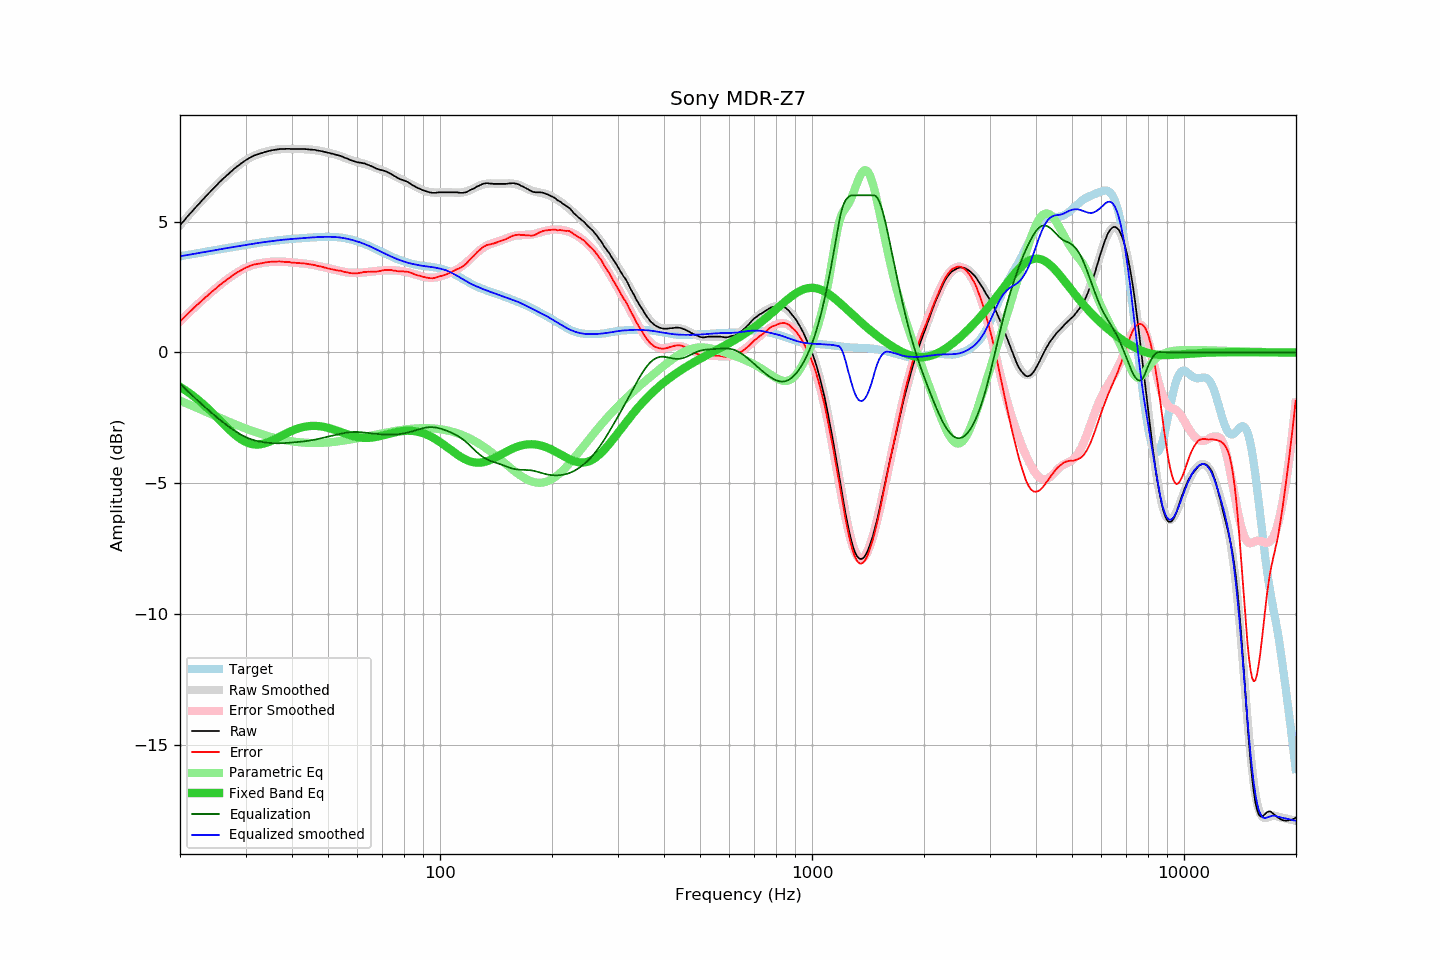 Sony MDR-Z7
Amplitude (dBr)
5
0
−5
−10
−15
Target
Raw Smoothed
Error Smoothed
Raw
Error
Parametric Eq
Fixed Band Eq
Equalization
Equalized smoothed
100
1000
10000
Frequency (Hz)